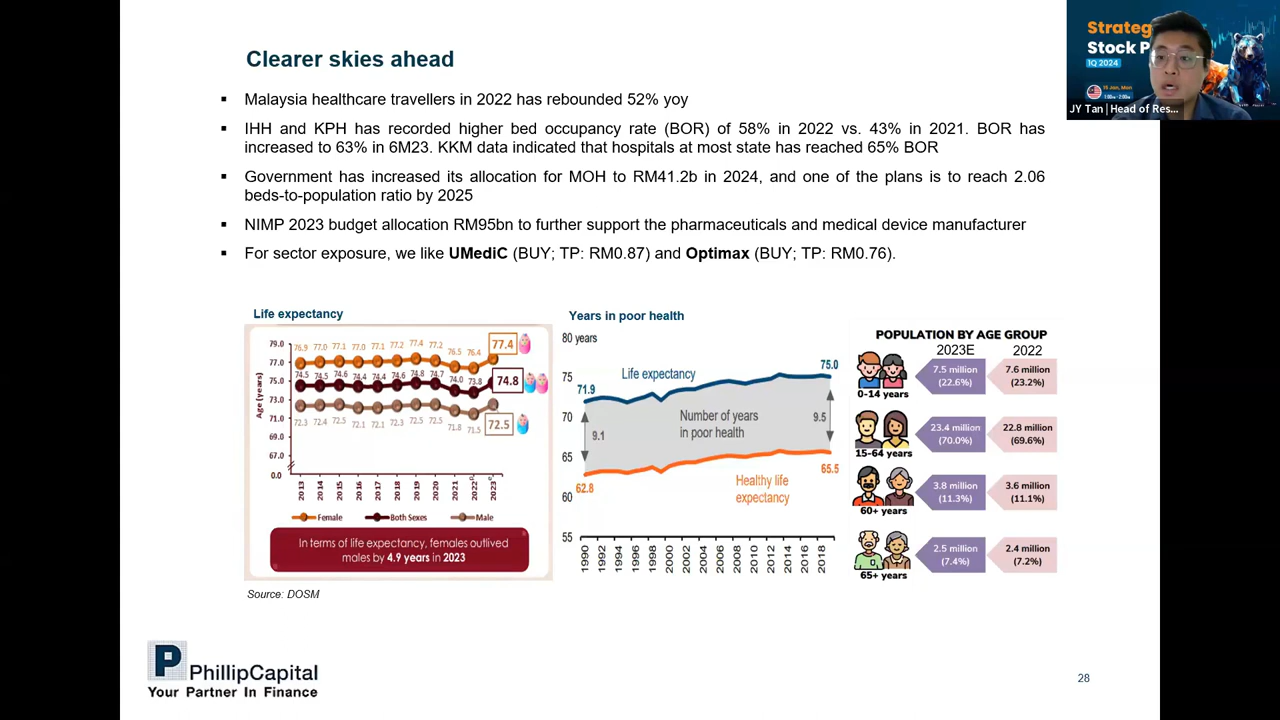 Clearer skies ahead
▪ Malaysia healthcare travellers in 2022 has rebounded 52% yoy
▪ IHH and KPH has recorded higher bed occupancy rate (BOR) of 58% in 2022 vs. 43% in 2021. BOR has
increased to 63% in 6M23. KKM data indicated that hospitals at most state has reached 65% BOR
▪ Government has increased its allocation for MOH to RM41.2b in 2024, and one of the plans is to reach 2.06
beds-to-population ratio by 2025
▪ NIMP 2023 budget allocation RM95bn to further support the pharmaceuticals and medical device manufacturer
▪ For sector exposure, we like UMediC (BUY; TP: RM0.87) and Optimax (BUY; TP: RM0.76).
Strateg
Stock P
1Q 2024
15 Jan, Mon
JY Tan | Head of Res...
Life expectancy
Age (years)
79.0
77.0
75.0
73.0
71.0
69.0
67.0
0.0
76.9 77.0 77.1 77.0 77.1 77.2 77.4 77.2 76.5 76.4 77.4
74.5 74.5 74.6 74.4 74.4 74.6 74.8 74.7 74.0 73.8 74.8
72.3 72.4 72.5 72.1 72.1 72.3 72.5 72.5 71.8 71.5 72.5
2013 2014 2015 2016 2017 2018 2019 2020 2021 2022p 2023e
Female Both Sexes Male
In terms of life expectancy, females outlived
males by 4.9 years in 2023
Source: DOSM
Years in poor health
80 years
75
70
65
60
55
71.9
Life expectancy
75.0
9.1
Number of years
in poor health
9.5
62.8
Healthy life
expectancy
65.5
1990 1992 1994 1996 1998 2000 2002 2004 2006 2008 2010 2012 2014 2016 2018
POPULATION BY AGE GROUP
2023E 2022
0-14 years
7.5 million
(22.6%)
7.6 million
(23.2%)
15-64 years
23.4 million
(70.0%)
22.8 million
(69.6%)
60+ years
3.8 million
(11.3%)
3.6 million
(11.1%)
65+ years
2.5 million
(7.4%)
2.4 million
(7.2%)
PhillipCapital
Your Partner In Finance
28